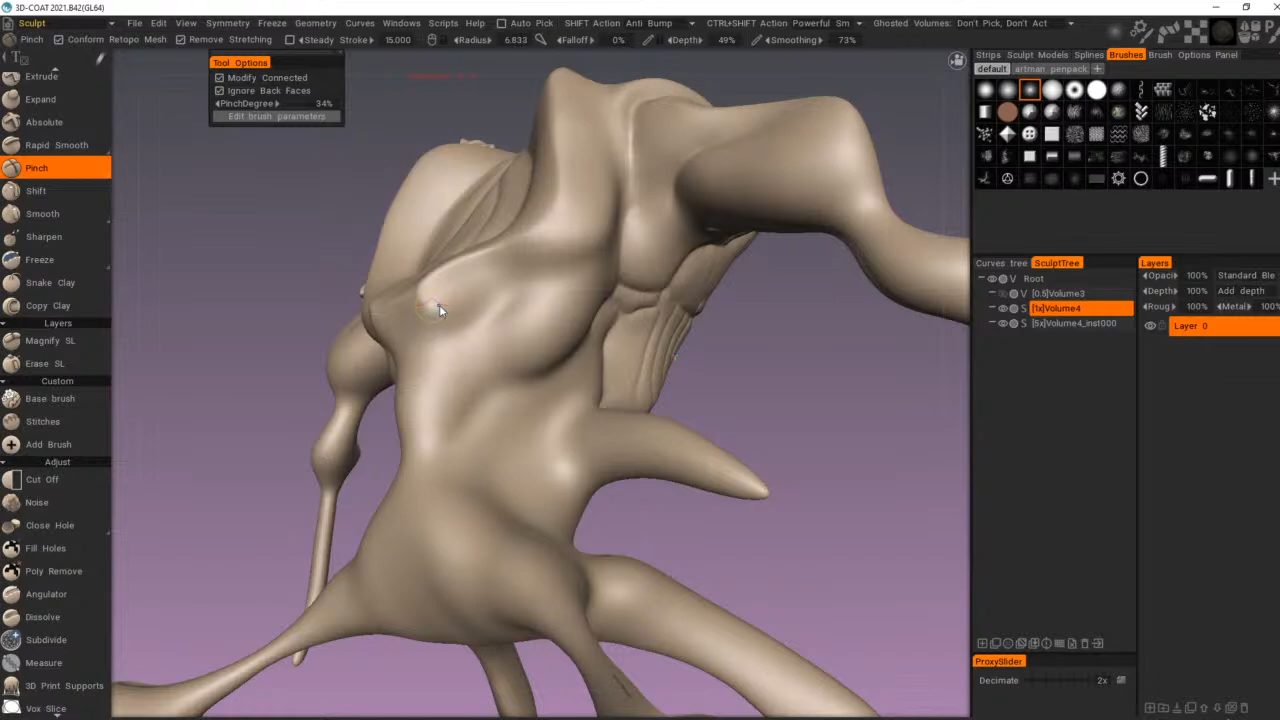 3D-COAT 2021.B42(GL64)
Sculpt File Edit View Symmetry Freeze Geometry Curves Windows Scripts Help Auto Pick SHIFT Action Anti Bump CTRL+SHIFT Action Powerful Sm Ghosted Volumes: Don't Pick, Don't Act
Pinch Conform Retopo Mesh Remove Stretching Steady Stroke 15.000 Radius 6.833 Falloff 0% Depth 49% Smoothing 73%
Strips Sculpt Models Splines Brushes Brush Options Panel
default artman penpack
Tool Options
Modify Connected
Ignore Back Faces
PinchDegree 34%
Edit brush parameters
Extrude
Expand
Absolute
Rapid Smooth
Pinch
Shift
Smooth
Sharpen
Freeze
Snake Clay
Copy Clay
Layers
Magnify SL
Erase SL
Custom
Base brush
Stitches
Add Brush
Adjust
Cut Off
Noise
Close Hole
Fill Holes
Poly Remove
Angulator
Dissolve
Subdivide
Measure
3D Print Supports
Vox Slice
Curves tree SculptTree
V Root
V [0.5]Volume3
S [1x]Volume4
S [5x]Volume4_inst000
ProxySlider
Decimate 2x
Layers
Opaci 100% Standard Ble
Depth 100% Add depth
Roug 100% Metal 100%
Layer 0